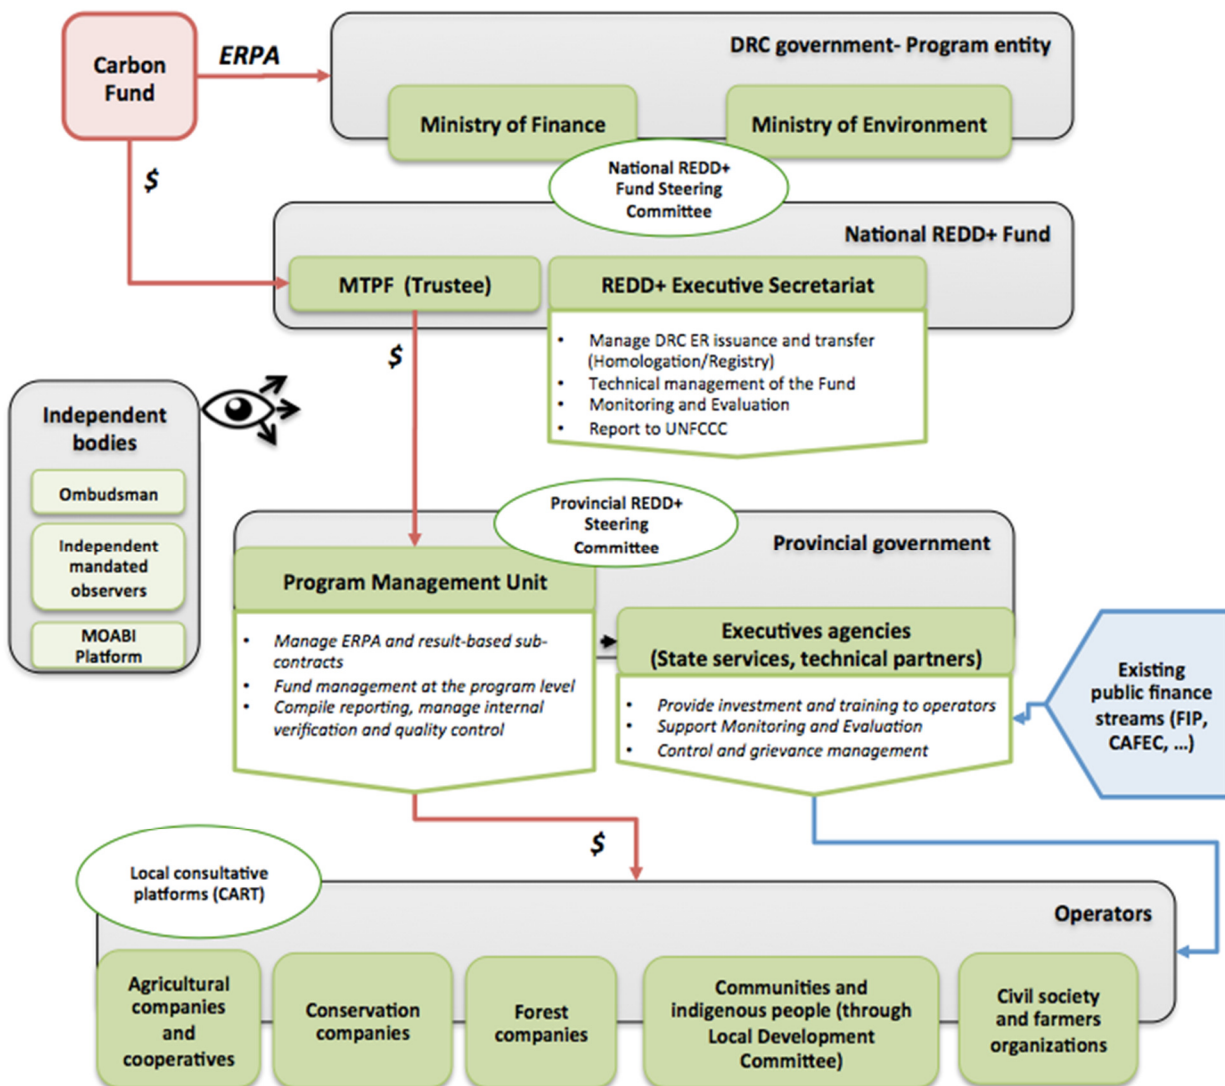 Carbon
Fund
ERPA
DRC government- Program entity
Ministry of Finance
Ministry of Environment
$
National REDD+
Fund Steering
Committee
National REDD+ Fund
MTPF (Trustee)
REDD+ Executive Secretariat
• Manage DRC ER issuance and transfer
(Homologation/Registry)
• Technical management of the Fund
• Monitoring and Evaluation
• Report to UNFCCC
$
Independent
bodies
Ombudsman
Independent
mandated
observers
MOABI
Platform
Provincial REDD+
Steering
Committee
Provincial government
Program Management Unit
• Manage ERPA and result-based sub-
contracts
• Fund management at the program level
• Compile reporting, manage internal
verification and quality control
Executives agencies
(State services, technical partners)
• Provide investment and training to operators
• Support Monitoring and Evaluation
• Control and grievance management
Existing
public finance
streams (FIP,
CAFEC, ...)
$
Local consultative
platforms (CART)
Operators
Agricultural
companies
and
cooperatives
Conservation
companies
Forest
companies
Communities and
indigenous people (through
Local Development
Committee)
Civil society
and farmers
organizations